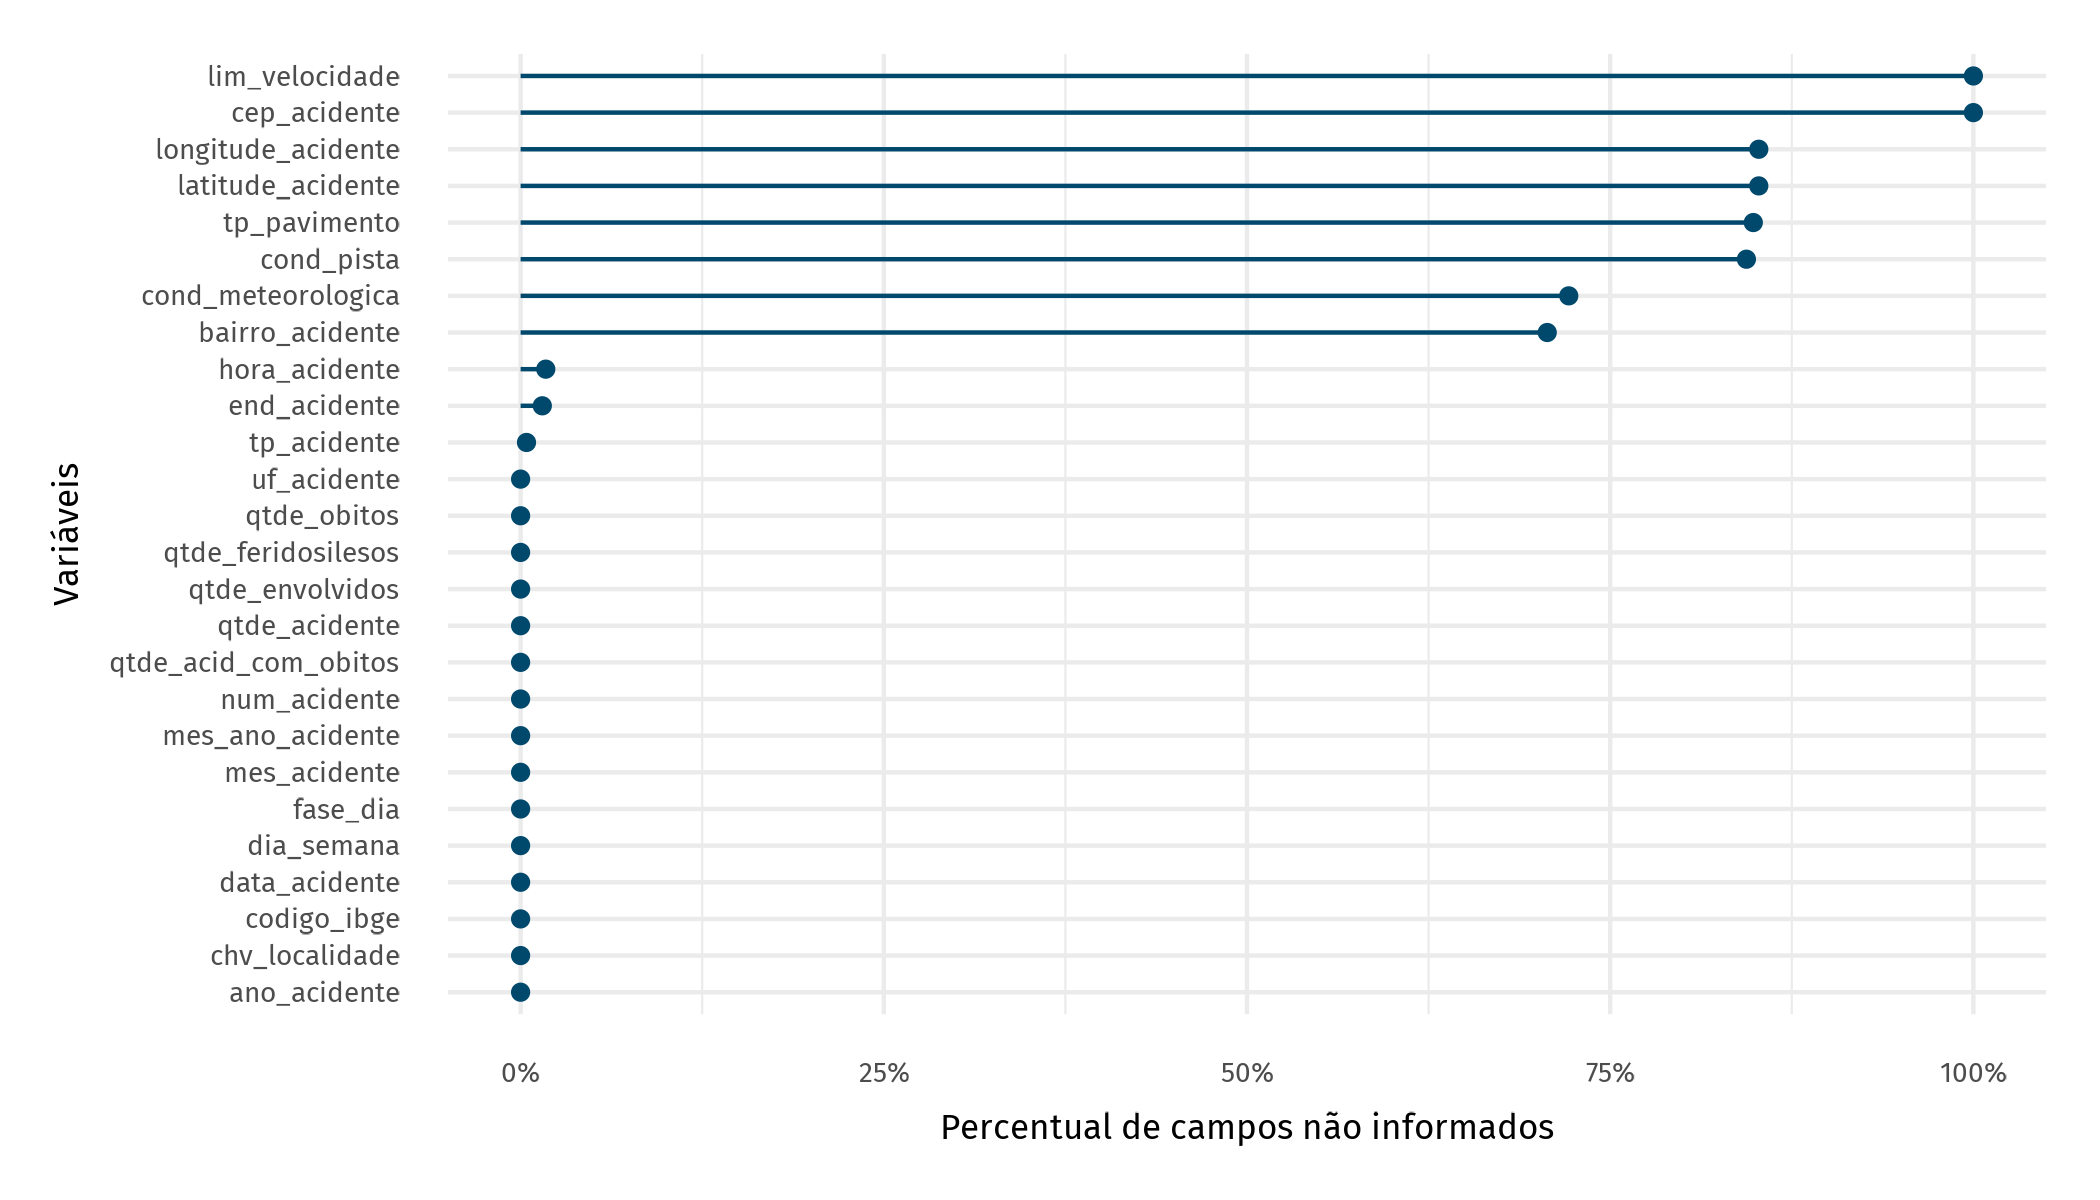 lim_velocidade
cep_acidente
longitude_acidente
latitude_acidente
tp_pavimento
cond_pista
cond_meteorologica
bairro_acidente
hora_acidente
end_acidente
tp_acidente
uf_acidente
qtde_obitos
qtde_feridosilesos
qtde_envolvidos
qtde_acidente
qtde_acid_com_obitos
num_acidente
mes_ano_acidente
mes_acidente
fase_dia
dia_semana
data_acidente
codigo_ibge
chv_localidade
ano_acidente
Variáveis
0% 25% 50% 75% 100%
Percentual de campos não informados